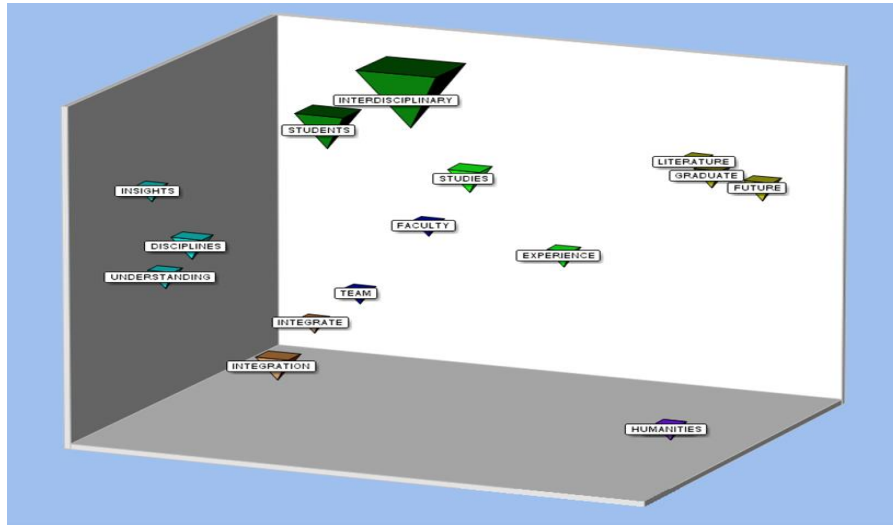 INTERDISCIPLINARY
STUDENTS
LITERATURE
GRADUATE
STUDIES
FUTURE
INSIGHTS
FACULTY
DISCIPLINES
EXPERIENCE
UNDERSTANDING
TEAM
INTEGRATE
INTEGRATION
HUMANITIES